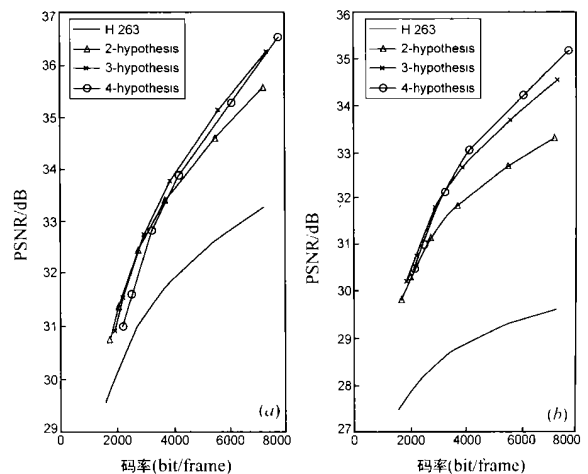 H 263
2-hypothesis
3-hypothesis
4-hypothesis
37
36
35
34
33
32
31
30
29
PSNR/dB
0
2000
4000
6000
8000
码率(bit/frame)
(a)
H 263
2-hypothesis
3-hypothesis
4-hypothesis
36
35
34
33
32
31
30
29
28
27
PSNR/dB
0
2000
4000
6000
8000
码率(bit/frame)
(b)